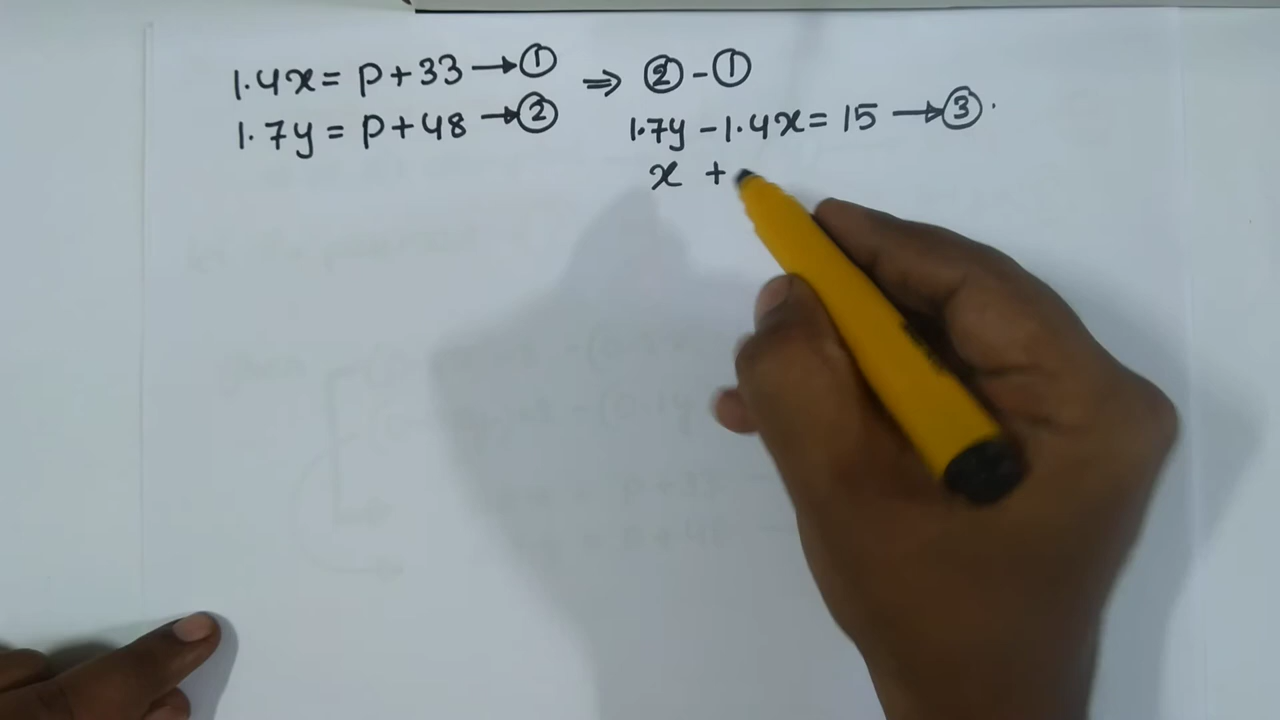 1.4x = p + 33 → ①
1.7y = p + 48 → ②
⇒ ② - ①
1.7y - 1.4x = 15 → ③.
x +